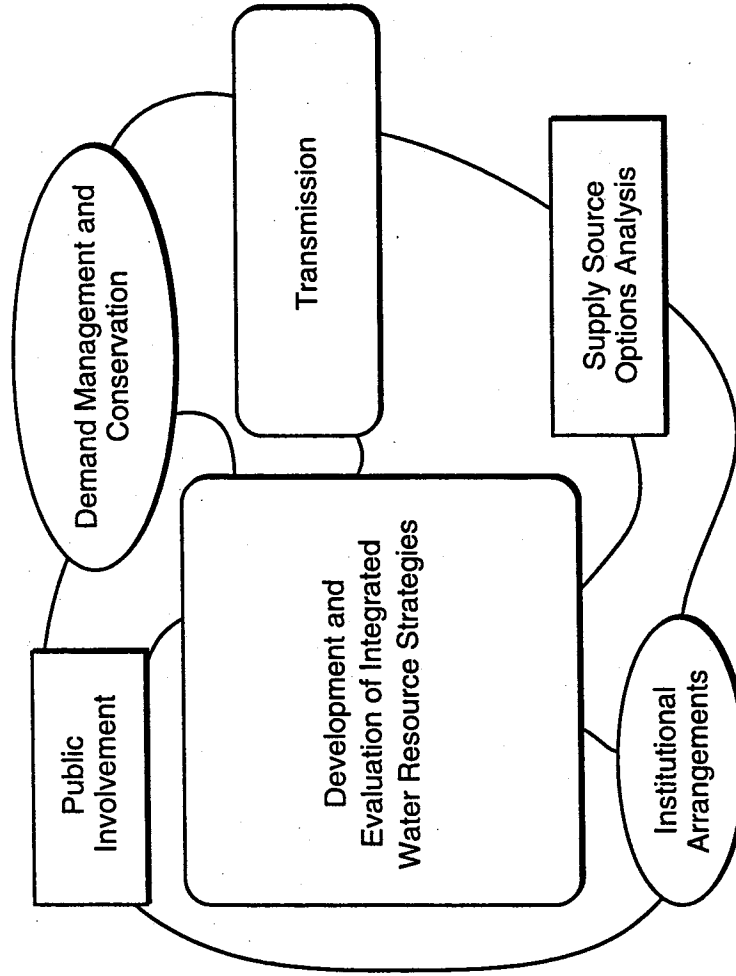 Public
Involvement
Demand Management and
Conservation
Development and
Evaluation of Integrated
Water Resource Strategies
Transmission
Institutional
Arrangements
Supply Source
Options Analysis